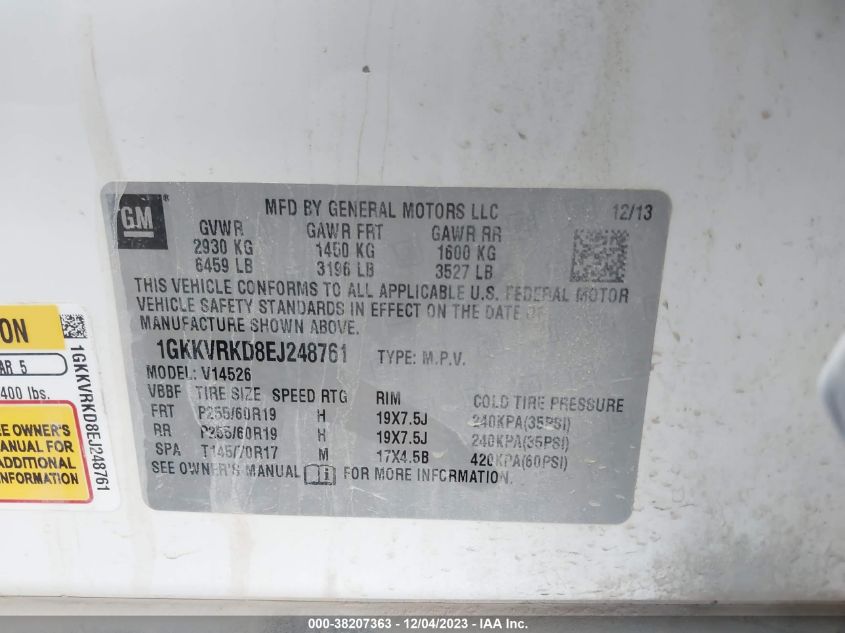 GM ®
MFD BY GENERAL MOTORS LLC 12/13
GVWR GAWR FRT GAWR RR
2930 KG 1450 KG 1600 KG
6459 LB 3196 LB 3527 LB
THIS VEHICLE CONFORMS TO ALL APPLICABLE U.S. FEDERAL MOTOR
VEHICLE SAFETY STANDARDS IN EFFECT ON THE DATE OF
MANUFACTURE SHOWN ABOVE.
1GKKVRKD8EJ248761 TYPE: M.P.V.
MODEL: V14526
VBBF TIRE SIZE SPEED RTG RIM COLD TIRE PRESSURE
FRT P255/60R19 H 19X7.5J 240KPA(35PSI)
RR P255/60R19 H 19X7.5J 240KPA(35PSI)
SPA T145/70R17 M 17X4.5B 420KPA(60PSI)
SEE OWNER'S MANUAL FOR MORE INFORMATION.
ON
AR 5
400 lbs.
EE OWNER'S
ANUAL FOR
ADDITIONAL
INFORMATION
1GKKVRKD8EJ248761
000-38207363 - 12/04/2023 - IAA Inc.